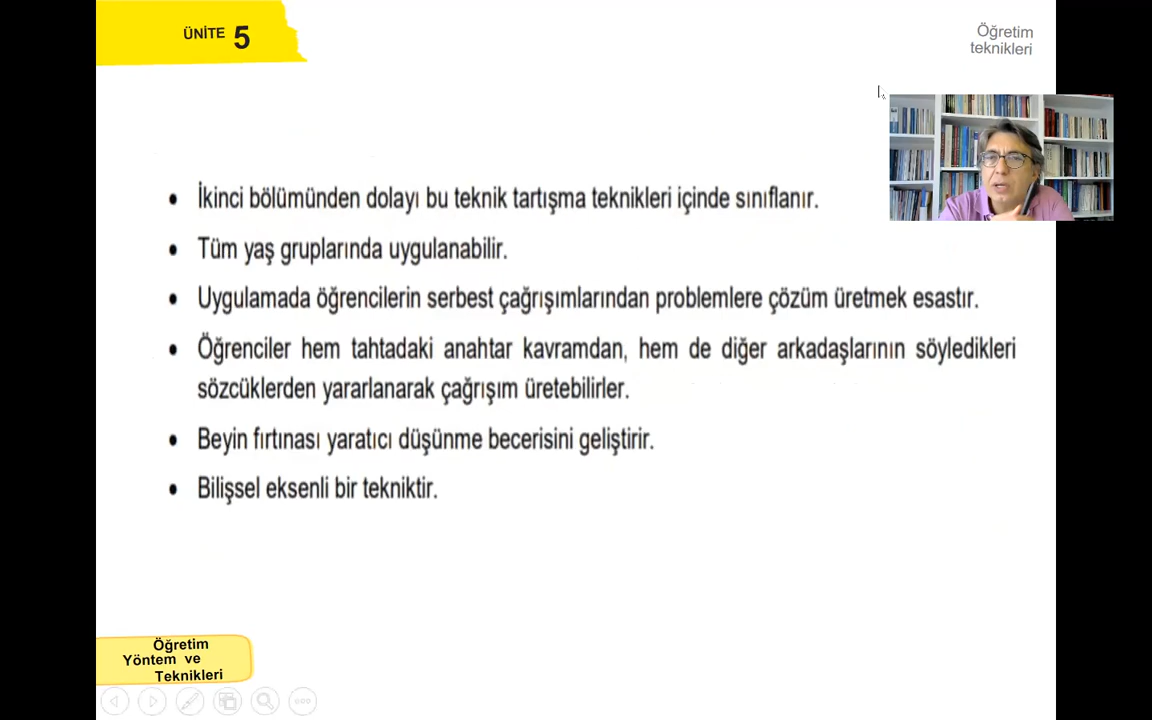 ÜNİTE 5
Öğretim
teknikleri
• İkinci bölümünden dolayı bu teknik tartışma teknikleri içinde sınıflanır.
• Tüm yaş gruplarında uygulanabilir.
• Uygulamada öğrencilerin serbest çağrışımlarından problemlere çözüm üretmek esastır.
• Öğrenciler hem tahtadaki anahtar kavramdan, hem de diğer arkadaşlarının söyledikleri
sözcüklerden yararlanarak çağrışım üretebilirler.
• Beyin fırtınası yaratıcı düşünme becerisini geliştirir.
• Bilişsel eksenli bir tekniktir.
Öğretim
Yöntem ve
Teknikleri